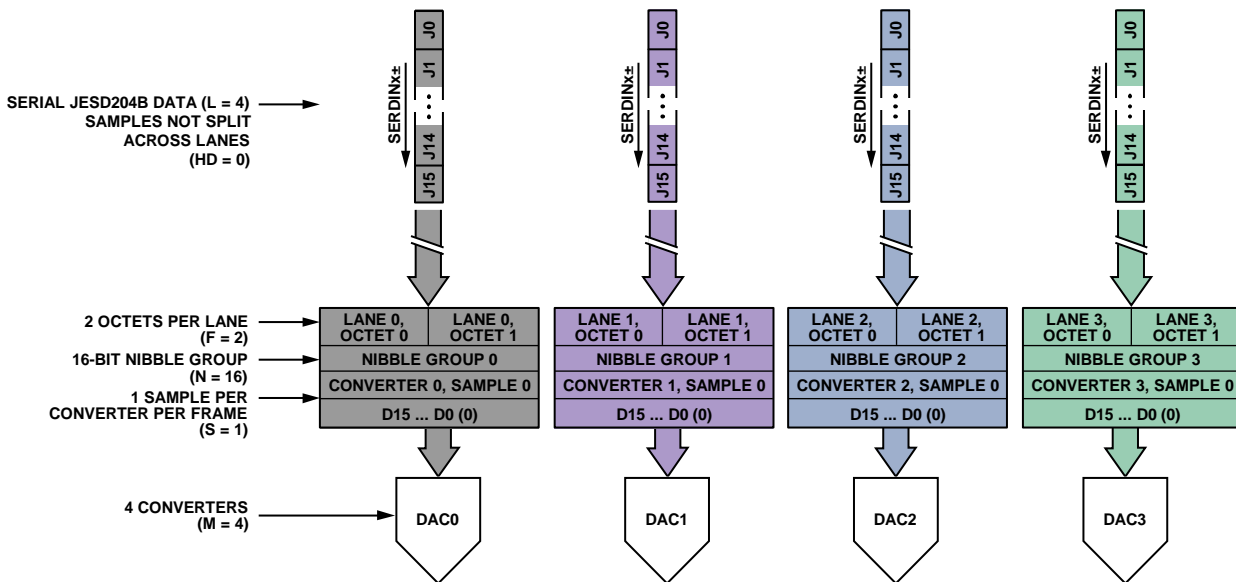 J0
J1
SERDINx±
J14
J15
J0
J1
SERDINx±
J14
J15
J0
J1
SERDINx±
J14
J15
J0
J1
SERDINx±
J14
J15
SERIAL JESD204B DATA (L = 4)
SAMPLES NOT SPLIT
ACROSS LANES
(HD = 0)
2 OCTETS PER LANE
(F = 2)
16-BIT NIBBLE GROUP
(N = 16)
1 SAMPLE PER
CONVERTER PER FRAME
(S = 1)
4 CONVERTERS
(M = 4)
LANE 0,
OCTET 0
LANE 0,
OCTET 1
NIBBLE GROUP 0
CONVERTER 0, SAMPLE 0
D15 ... D0 (0)
DAC0
LANE 1,
OCTET 0
LANE 1,
OCTET 1
NIBBLE GROUP 1
CONVERTER 1, SAMPLE 0
D15 ... D0 (0)
DAC1
LANE 2,
OCTET 0
LANE 2,
OCTET 1
NIBBLE GROUP 2
CONVERTER 2, SAMPLE 0
D15 ... D0 (0)
DAC2
LANE 3,
OCTET 0
LANE 3,
OCTET 1
NIBBLE GROUP 3
CONVERTER 3, SAMPLE 0
D15 ... D0 (0)
DAC3